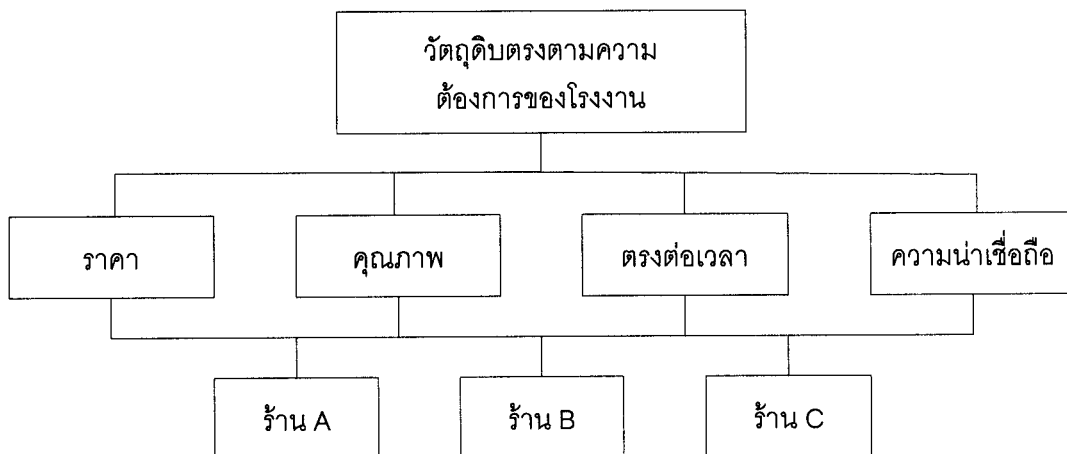 วัตถุดิบตรงตามความ
ต้องการของโรงงาน
ราคา
คุณภาพ
ตรงต่อเวลา
ความน่าเชื่อถือ
ร้าน A
ร้าน B
ร้าน C